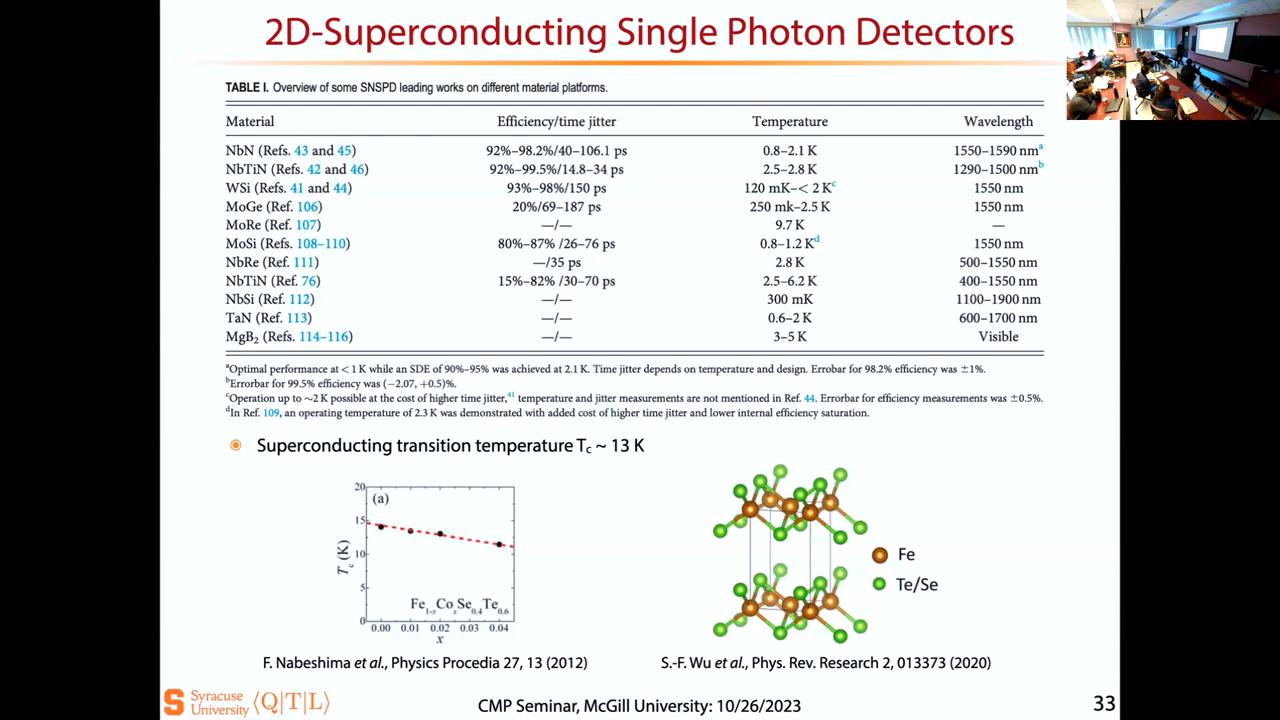 2D-Superconducting Single Photon Detectors
TABLE I. Overview of some SNSPD leading works on different material platforms.
Material Efficiency/time jitter Temperature Wavelength
NbN (Refs. 43 and 45) 92%–98.2%/40–106.1 ps 0.8–2.1 K 1550–1590 nmᵃ
NbTiN (Refs. 42 and 46) 92%–99.5%/14.8–34 ps 2.5–2.8 K 1290–1500 nmᵇ
WSi (Refs. 41 and 44) 93%–98%/150 ps 120 mK–< 2 Kᶜ 1550 nm
MoGe (Ref. 106) 20%/69–187 ps 250 mk–2.5 K 1550 nm
MoRe (Ref. 107) —/— 9.7 K —
MoSi (Refs. 108–110) 80%–87% /26–76 ps 0.8–1.2 Kᵈ 1550 nm
NbRe (Ref. 111) —/35 ps 2.8 K 500–1550 nm
NbTiN (Ref. 76) 15%–82% /30–70 ps 2.5–6.2 K 400–1550 nm
NbSi (Ref. 112) —/— 300 mK 1100–1900 nm
TaN (Ref. 113) —/— 0.6–2 K 600–1700 nm
MgB₂ (Refs. 114–116) —/— 3–5 K Visible
ᵃOptimal performance at < 1 K while an SDE of 90%–95% was achieved at 2.1 K. Time jitter depends on temperature and design. Errobar for 98.2% efficiency was ±1%.
ᵇErrorbar for 99.5% efficiency was (−2.07, +0.5)%.
ᶜOperation up to ~2 K possible at the cost of higher time jitter,⁴¹ temperature and jitter measurements are not mentioned in Ref. 44. Errorbar for efficiency measurements was ±0.5%.
ᵈIn Ref. 109, an operating temperature of 2.3 K was demonstrated with added cost of higher time jitter and lower internal efficiency saturation.
Superconducting transition temperature T꜀ ~ 13 K
(a)
20
15
10
5
0
T꜀ (K)
Fe₁₋ₓCoₓSe₀.₄Te₀.₆
0.00 0.01 0.02 0.03 0.04
x
Fe
Te/Se
F. Nabeshima et al., Physics Procedia 27, 13 (2012)
S.-F. Wu et al., Phys. Rev. Research 2, 013373 (2020)
S Syracuse University ⟨Q|T|L⟩
CMP Seminar, McGill University: 10/26/2023
33